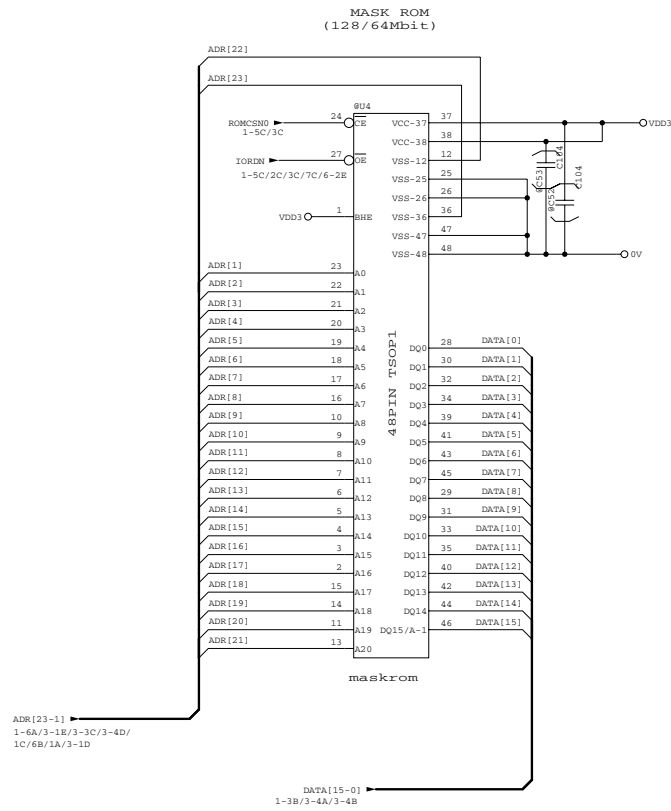 MASK ROM
(128/64Mbit)
ADR[22]
ADR[23]
@U4
ROMCSN0 24 CE VCC-37 37 VDD3
1-5C/3C
VCC-38 38
IORDN 27 OE VSS-12 12
1-5C/2C/3C/7C/6-2E
VSS-25 25
VSS-26 26
VDD3 1 BHE VSS-36 36
VSS-47 47
VSS-48 48 0V
@C53 C104
@C52 C104
ADR[1] 23 A0
ADR[2] 22 A1
ADR[3] 21 A2
ADR[4] 20 A3
ADR[5] 19 A4 DQ0 28 DATA[0]
ADR[6] 18 A5 DQ1 30 DATA[1]
ADR[7] 17 A6 DQ2 32 DATA[2]
ADR[8] 16 A7 DQ3 34 DATA[3]
ADR[9] 10 A8 DQ4 39 DATA[4]
ADR[10] 9 A9 DQ5 41 DATA[5]
ADR[11] 8 A10 DQ6 43 DATA[6]
ADR[12] 7 A11 DQ7 45 DATA[7]
ADR[13] 6 A12 DQ8 29 DATA[8]
ADR[14] 5 A13 DQ9 31 DATA[9]
ADR[15] 4 A14 DQ10 33 DATA[10]
ADR[16] 3 A15 DQ11 35 DATA[11]
ADR[17] 2 A16 DQ12 40 DATA[12]
ADR[18] 15 A17 DQ13 42 DATA[13]
ADR[19] 14 A18 DQ14 44 DATA[14]
ADR[20] 11 A19 DQ15/A-1 46 DATA[15]
ADR[21] 13 A20
48PIN TSOP1
maskrom
ADR[23-1]
1-6A/3-1E/3-3C/3-4D/
1C/6B/1A/3-1D
DATA[15-0]
1-3B/3-4A/3-4B